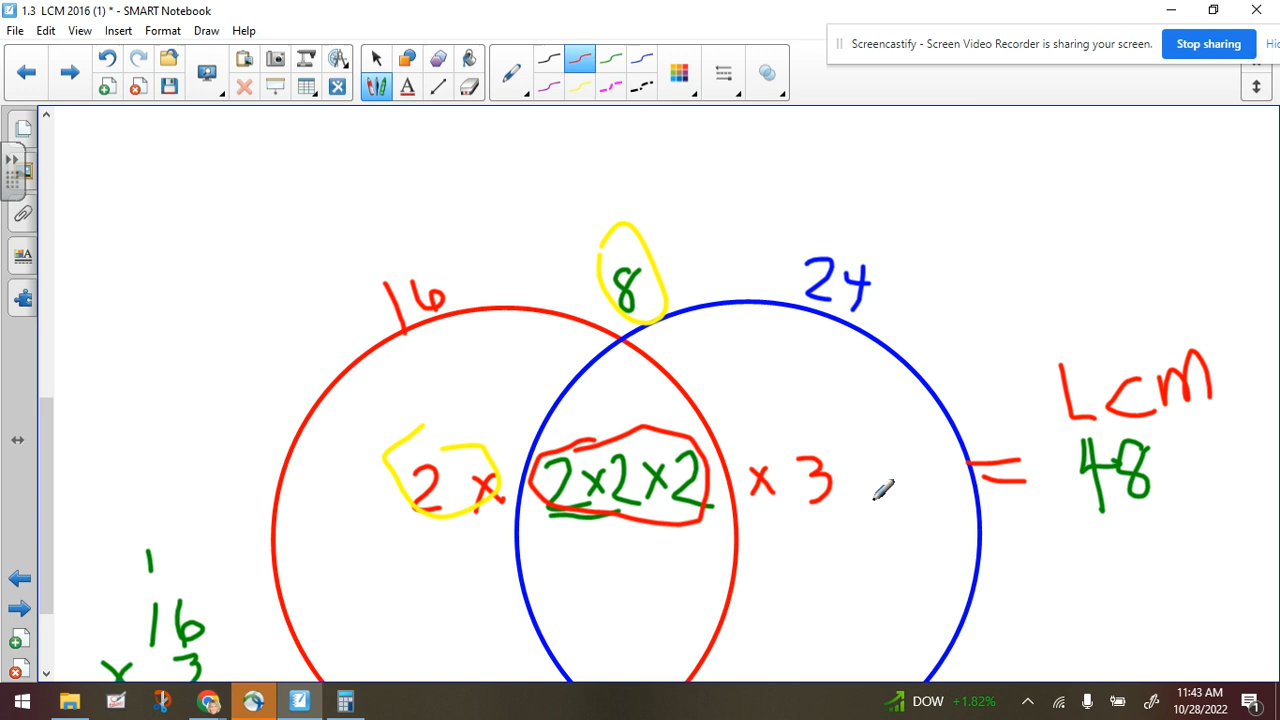 1.3 LCM 2016 (1) * - SMART Notebook
File Edit View Insert Format Draw Help
Screencastify - Screen Video Recorder is sharing your screen.
Stop sharing
Hi
16
8
24
LCM
2 x 2x2x2 x 3 = 48
1
16
x 3
DOW +1.82%
11:43 AM
10/28/2022
1